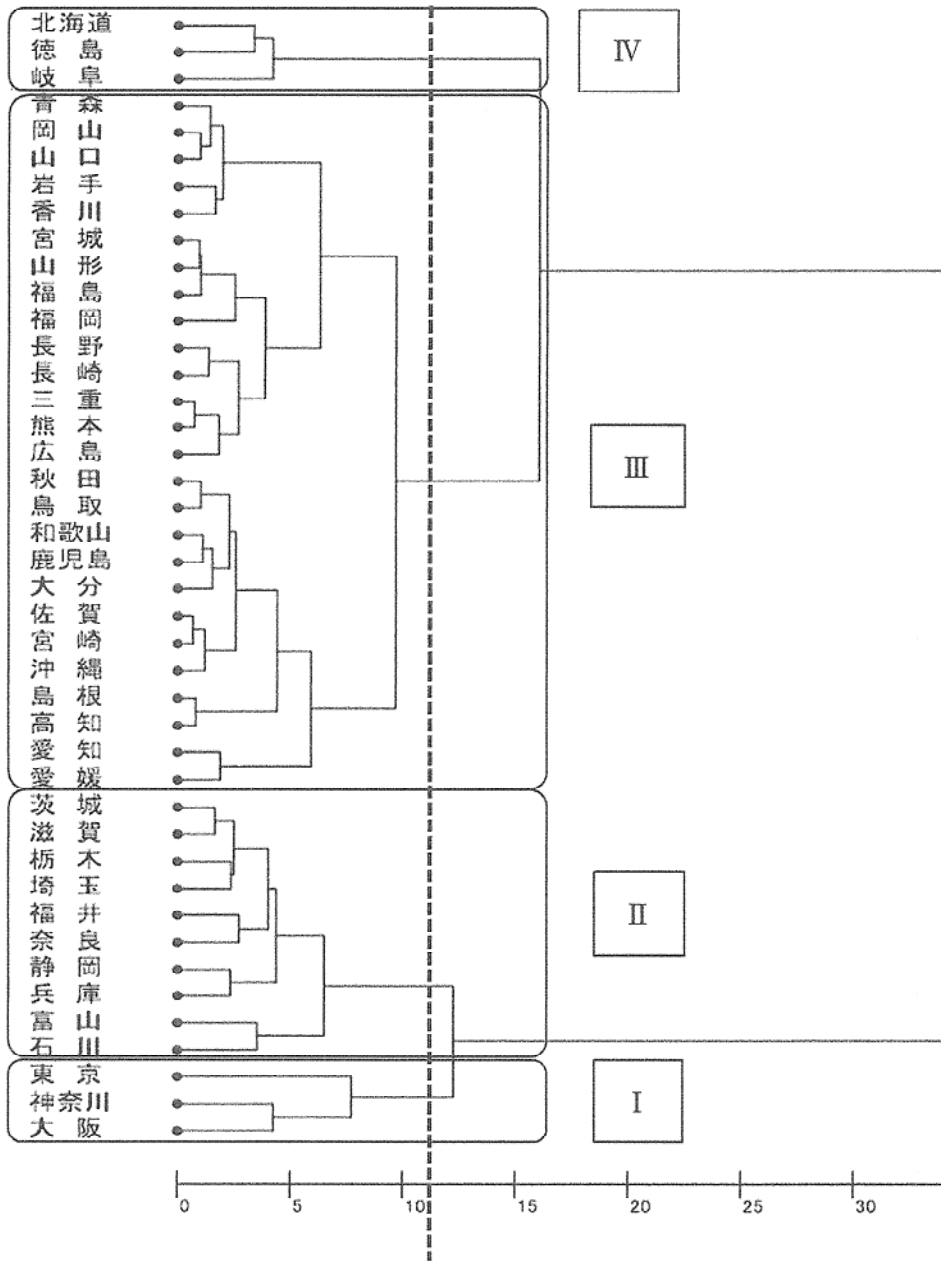 北海道
徳島
岐阜
青森
岡山
山口
岩手
香川
宮城
山形
福島
福岡
長野
長崎
三重
熊本
広島
秋田
鳥取
和歌山
鹿児島
大分
佐賀
宮崎
沖縄
島根
高知
愛知
愛媛
茨城
滋賀
栃木
埼玉
福井
奈良
静岡
兵庫
富山
石川
東京
神奈川
大阪
Ⅳ
Ⅲ
Ⅱ
Ⅰ
0 5 10 15 20 25 30